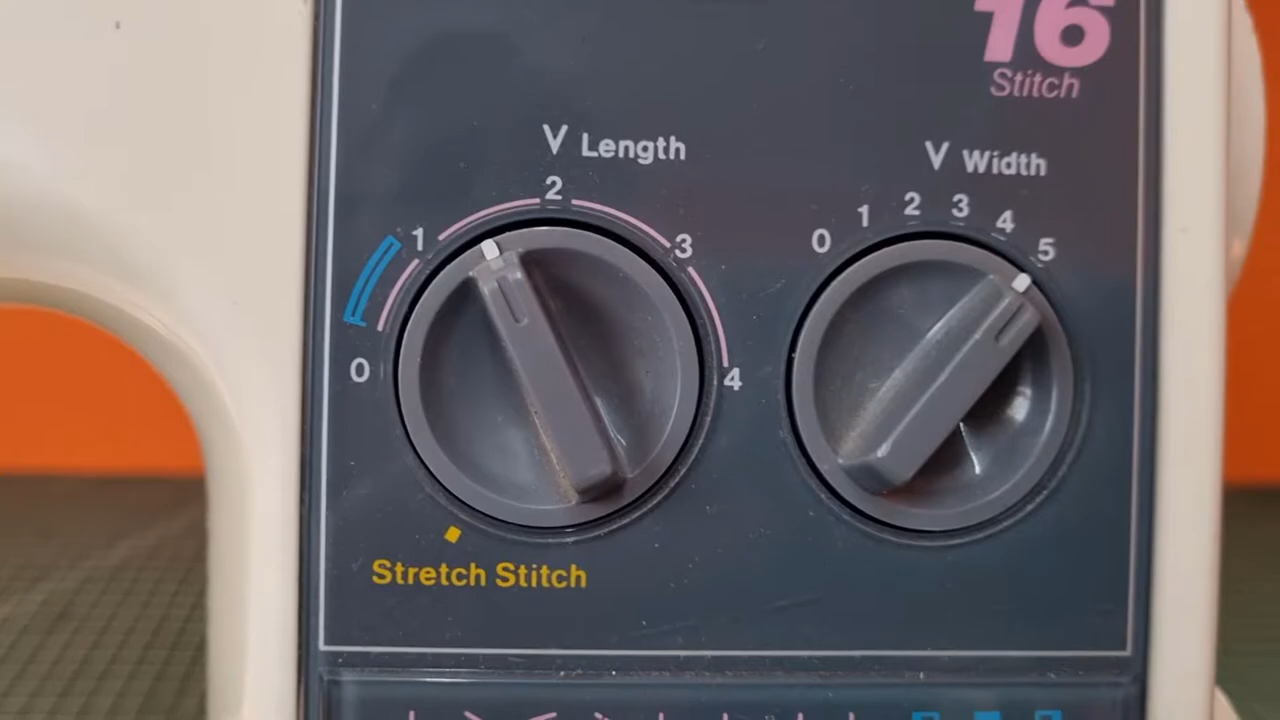 16
Stitch
V Length
0 1 2 3 4
Stretch Stitch
V Width
0 1 2 3 4 5